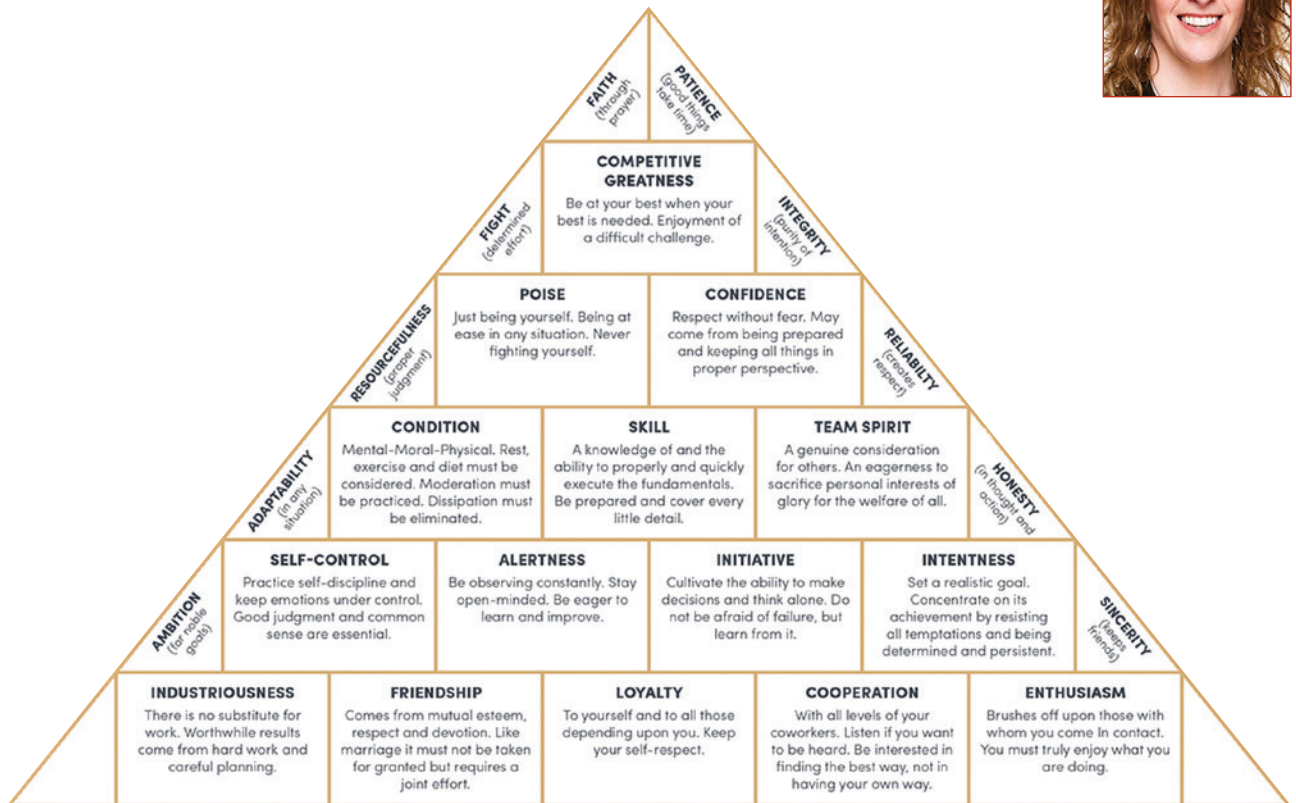 FAITH
(through
prayer)
PATIENCE
(good things
take time)
COMPETITIVE
GREATNESS
Be at your best when your
best is needed. Enjoyment of
a difficult challenge.
FIGHT
(determined
effort)
INTEGRITY
(purity of
intention)
POISE
Just being yourself. Being at
ease in any situation. Never
fighting yourself.
CONFIDENCE
Respect without fear. May
come from being prepared
and keeping all things in
proper perspective.
RESOURCEFULNESS
(proper
judgment)
RELIABILTY
(creates
respect)
CONDITION
Mental-Moral-Physical. Rest,
exercise and diet must be
considered. Moderation must
be practiced. Dissipation must
be eliminated.
SKILL
A knowledge of and the
ability to properly and quickly
execute the fundamentals.
Be prepared and cover every
little detail.
TEAM SPIRIT
A genuine consideration
for others. An eagerness to
sacrifice personal interests of
glory for the welfare of all.
ADAPTABILITY
(in any
situation)
HONESTY
(in thought and
action)
SELF-CONTROL
Practice self-discipline and
keep emotions under control.
Good judgment and common
sense are essential.
ALERTNESS
Be observing constantly. Stay
open-minded. Be eager to
learn and improve.
INITIATIVE
Cultivate the ability to make
decisions and think alone. Do
not be afraid of failure, but
learn from it.
INTENTNESS
Set a realistic goal.
Concentrate on its
achievement by resisting
all temptations and being
determined and persistent.
AMBITION
(for noble
goals)
SINCERITY
(keeps
friends)
INDUSTRIOUSNESS
There is no substitute for
work. Worthwhile results
come from hard work and
careful planning.
FRIENDSHIP
Comes from mutual esteem,
respect and devotion. Like
marriage it must not be taken
for granted but requires a
joint effort.
LOYALTY
To yourself and to all those
depending upon you. Keep
your self-respect.
COOPERATION
With all levels of your
coworkers. Listen if you want
to be heard. Be interested in
finding the best way, not in
having your own way.
ENTHUSIASM
Brushes off upon those with
whom you come In contact.
You must truly enjoy what you
are doing.